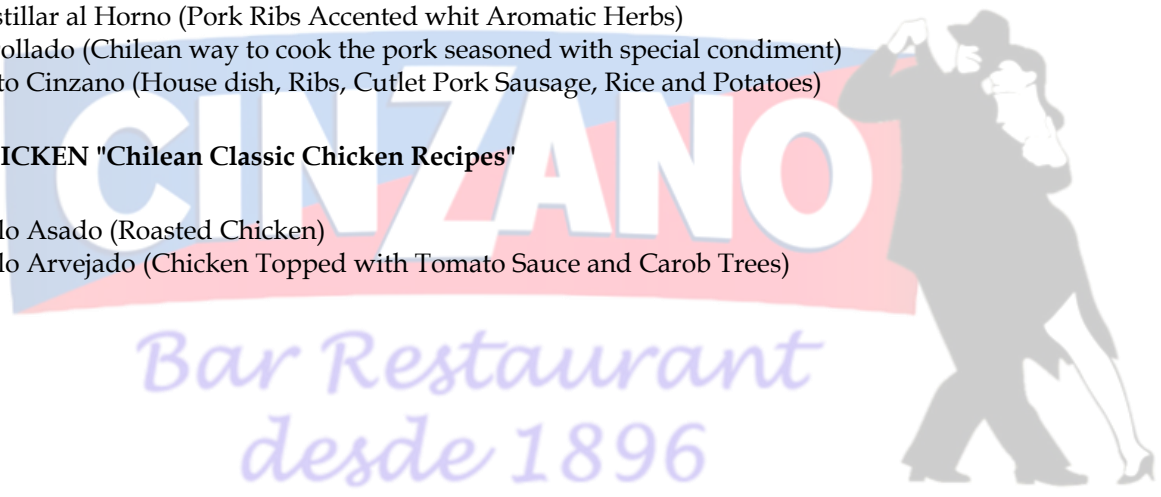 stillar al Horno (Pork Ribs Accented whit Aromatic Herbs)
ollado (Chilean way to cook the pork seasoned with special condiment)
to Cinzano (House dish, Ribs, Cutlet Pork Sausage, Rice and Potatoes)
ICKEN "Chilean Classic Chicken Recipes"
lo Asado (Roasted Chicken)
lo Arvejado (Chicken Topped with Tomato Sauce and Carob Trees)
CINZANO
Bar Restaurant
desde 1896